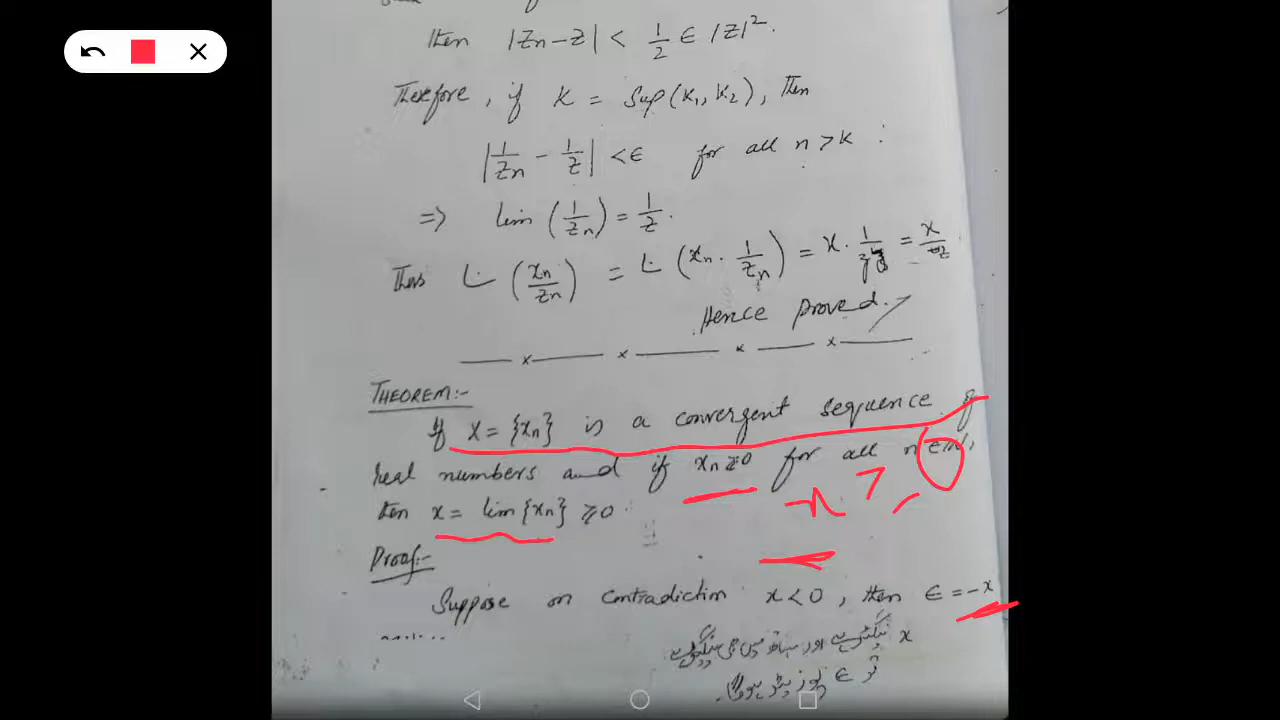 then |Zn-Z| < 1/2 ∈ |Z|².
Therefore, if K = Sup(K1, K2), then
|1/Zn - 1/Z| < ∈ for all n > K :
=> lim (1/Zn) = 1/Z.
Thus L (xn/Zn) = L (xn · 1/Zn) = x · 1/Z = x/Z
Hence proved.
x x x x
THEOREM:-
If X = {xn} is a convergent sequence of
real numbers and if xn ≥ 0 for all n ∈ N,
then x = lim {xn} ≥ 0
Proof:-
Suppose on contradiction x < 0, then ∈ = -x
x
∈